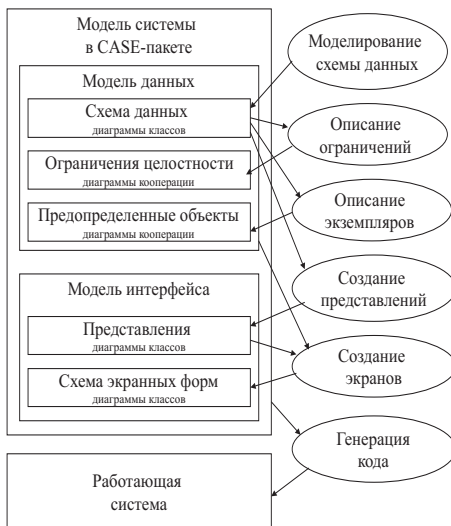 Модель системы
в CASE-пакете
Модель данных
Схема данных
диаграммы классов
Ограничения целостности
диаграммы кооперации
Предопределенные объекты
диаграммы кооперации
Модель интерфейса
Представления
диаграммы классов
Схема экранных форм
диаграммы классов
Работающая
система
Моделирование
схемы данных
Описание
ограничений
Описание
экземпляров
Создание
представлений
Создание
экранов
Генерация
кода